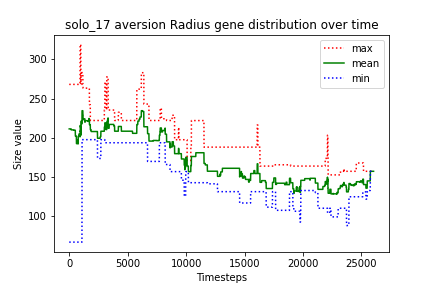 solo_17 aversion Radius gene distribution over time
max
mean
min
Size value
300
250
200
150
100
0
5000
10000
15000
20000
25000
Timesteps